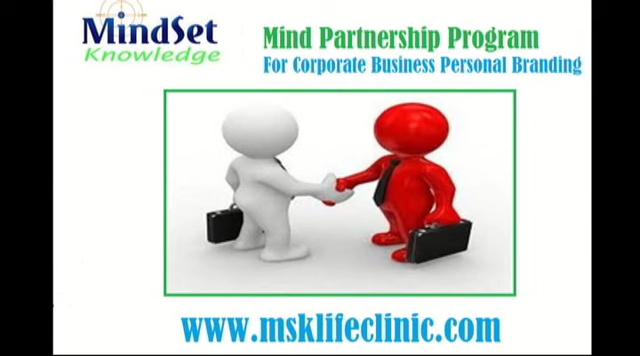 MindSet
Knowledge
Mind Partnership Program
For Corporate Business Personal Branding
www.msklifeclinic.com